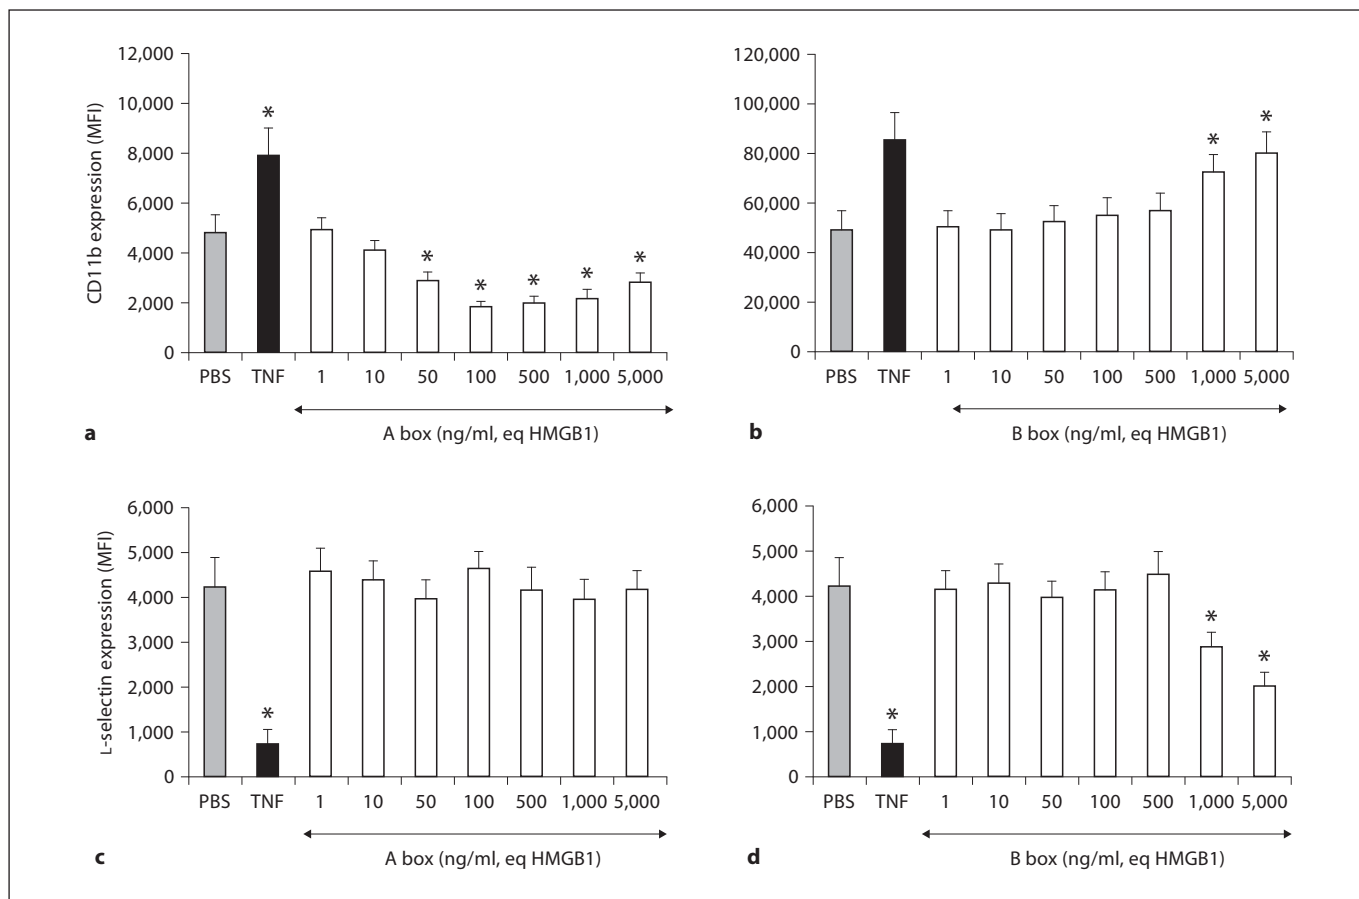 12,000
10,000
8,000
6,000
4,000
2,000
0
CD11b expression (MFI)
*
*
*
*
*
*
PBS TNF 1 10 50 100 500 1,000 5,000
a
A box (ng/ml, eq HMGB1)
120,000
100,000
80,000
60,000
40,000
20,000
0
*
*
PBS TNF 1 10 50 100 500 1,000 5,000
b
B box (ng/ml, eq HMGB1)
6,000
5,000
4,000
3,000
2,000
1,000
0
L-selectin expression (MFI)
*
PBS TNF 1 10 50 100 500 1,000 5,000
c
A box (ng/ml, eq HMGB1)
6,000
5,000
4,000
3,000
2,000
1,000
0
*
*
*
PBS TNF 1 10 50 100 500 1,000 5,000
d
B box (ng/ml, eq HMGB1)